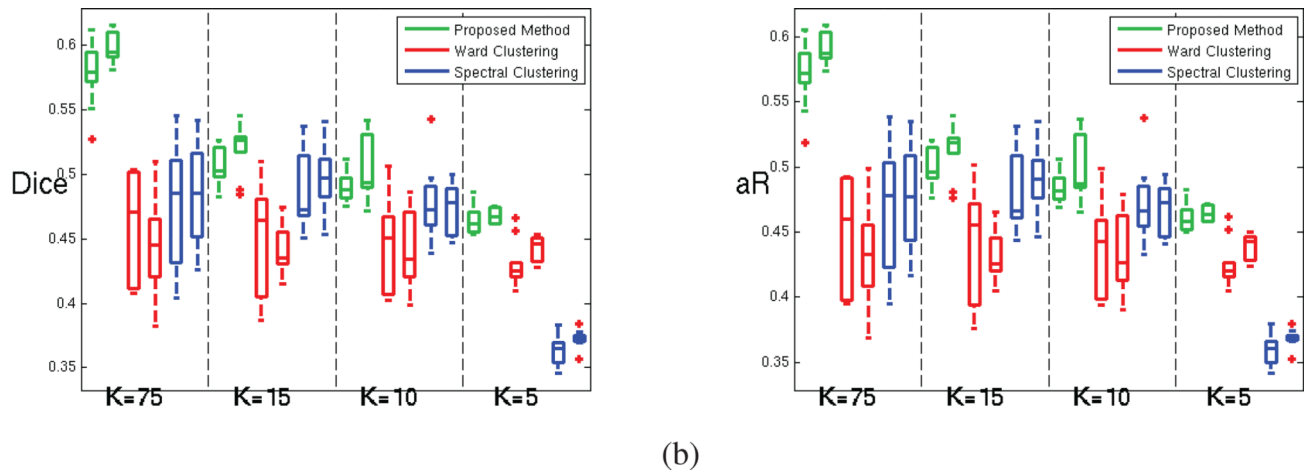 Proposed Method
Ward Clustering
Spectral Clustering
0.6
0.55
0.5
0.45
0.4
0.35
Dice
K=75 K=15 K=10 K=5
Proposed Method
Ward Clustering
Spectral Clustering
0.6
0.55
0.5
0.45
0.4
0.35
aR
K=75 K=15 K=10 K=5
(b)